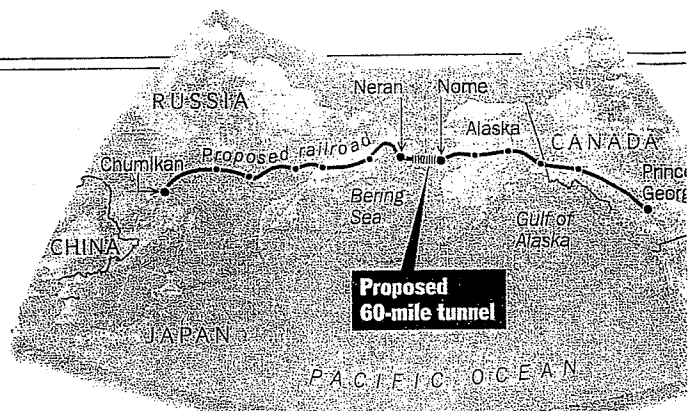 RUSSIA
Neran
Nome
Proposed railroad
Alaska
CANADA
Chumikan
Prince
Georg
Bering
Sea
Gulf of
Alaska
CHINA
Proposed
60-mile tunnel
JAPAN
PACIFIC OCEAN